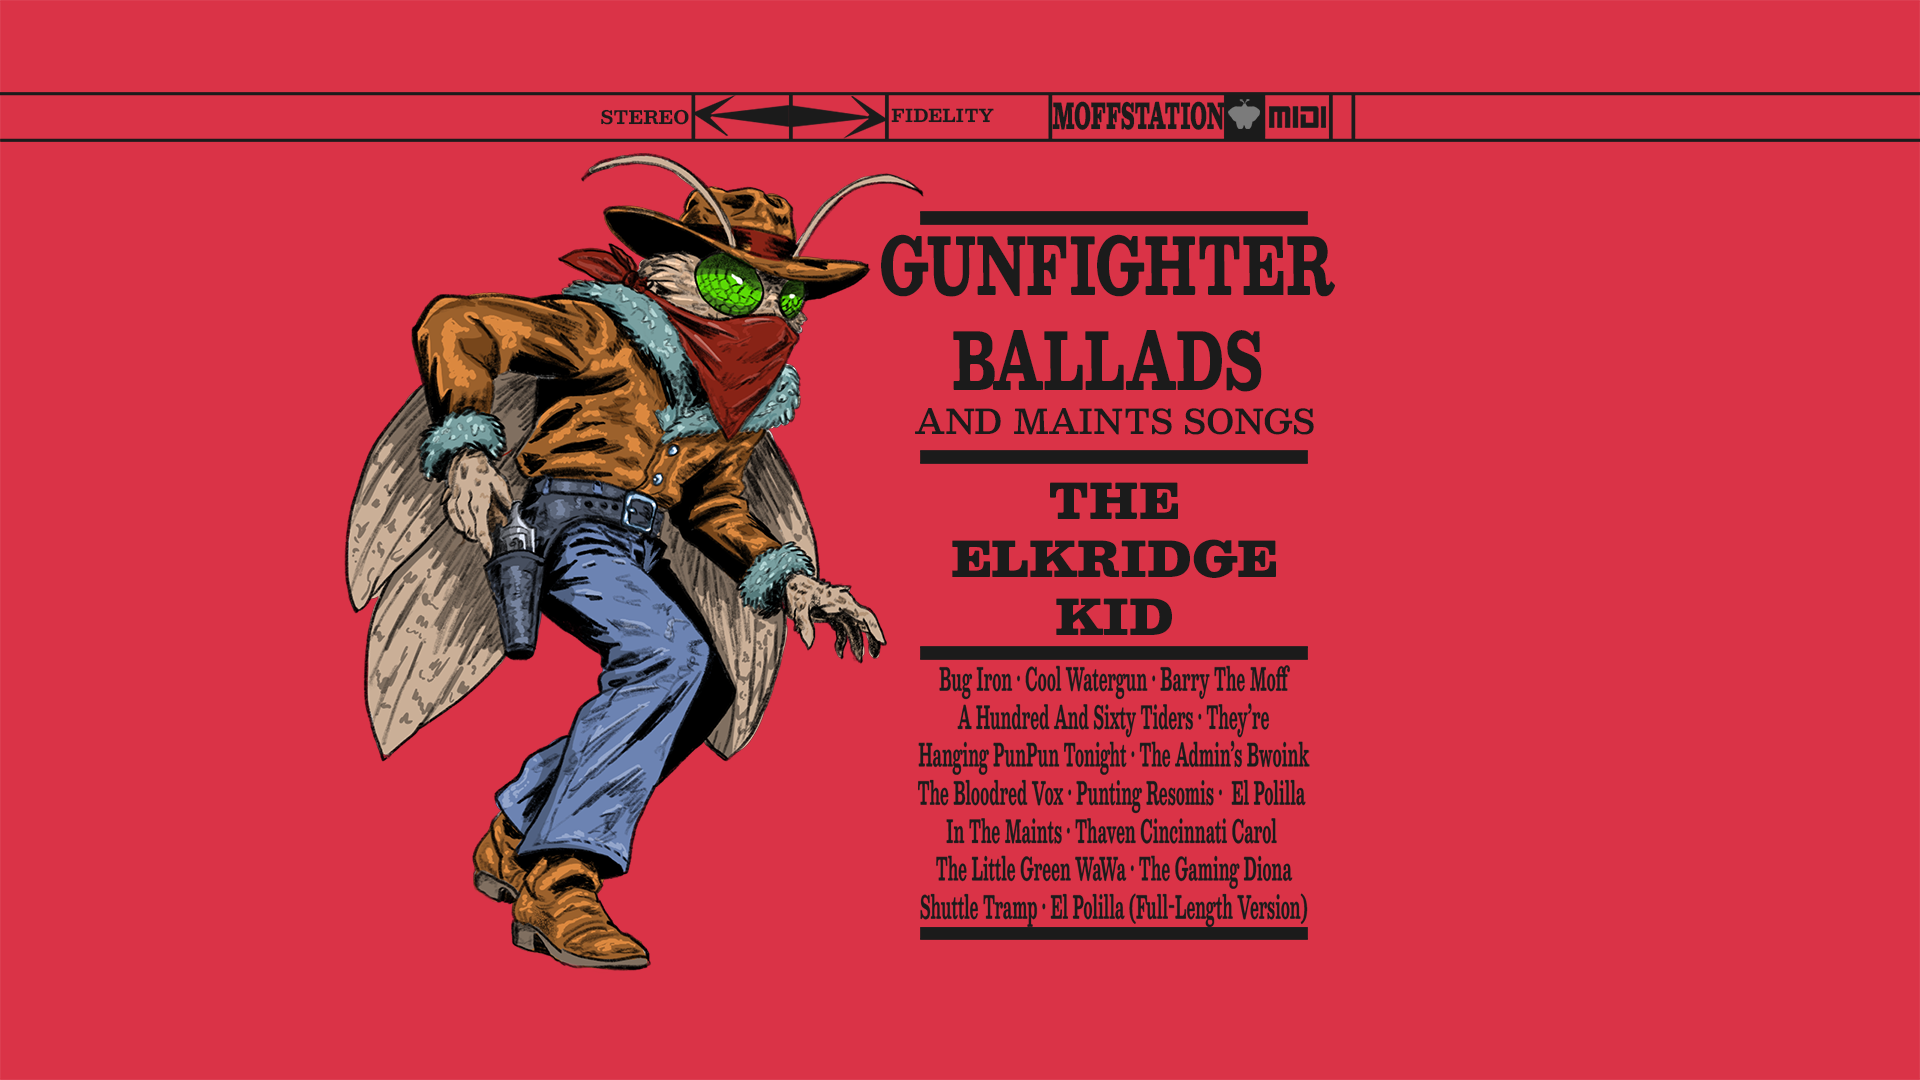 STEREO FIDELITY MOFFSTATION MIDI
GUNFIGHTER
BALLADS
AND MAINTS SONGS
THE
ELKRIDGE
KID
Bug Iron · Cool Watergun · Barry The Moff
A Hundred And Sixty Tiders · They’re
Hanging PunPun Tonight · The Admin’s Bwoink
The Bloodred Vox · Punting Resomis · El Polilla
In The Maints · Thaven Cincinnati Carol
The Little Green WaWa · The Gaming Diona
Shuttle Tramp · El Polilla (Full-Length Version)